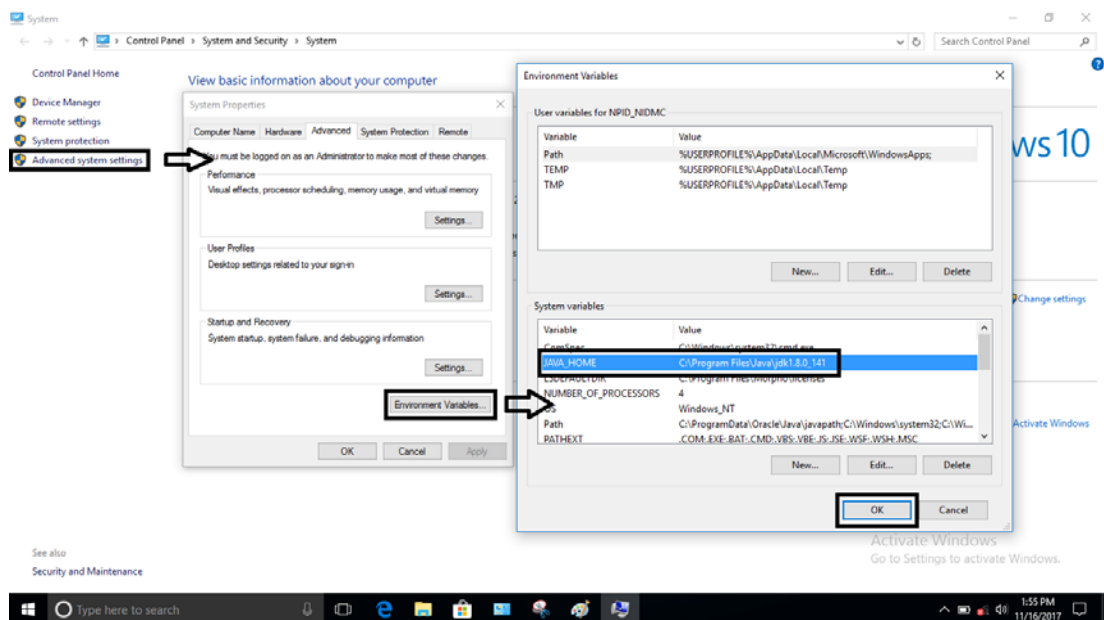 System
Control Panel › System and Security › System
Search Control Panel
Control Panel Home
Device Manager
Remote settings
System protection
Advanced system settings
See also
Security and Maintenance
View basic information about your computer
ws 10
Change settings
Activate Windows
System Properties
Computer Name Hardware Advanced System Protection Remote
You must be logged on as an Administrator to make most of these changes.
Performance
Visual effects, processor scheduling, memory usage, and virtual memory
Settings...
User Profiles
Desktop settings related to your sign-in
Settings...
Startup and Recovery
System startup, system failure, and debugging information
Settings...
Environment Variables...
OK Cancel Apply
Environment Variables
User variables for NPID_NIDMC
Variable Value
Path %USERPROFILE%\AppData\Local\Microsoft\WindowsApps;
TEMP %USERPROFILE%\AppData\Local\Temp
TMP %USERPROFILE%\AppData\Local\Temp
New... Edit... Delete
System variables
Variable Value
ComSpec C:\Windows\system32\cmd.exe
JAVA_HOME C:\Program Files\Java\jdk1.8.0_141
LSDEFAULTDIR C:\Program Files\Morpho\licenses
NUMBER_OF_PROCESSORS 4
OS Windows_NT
Path C:\ProgramData\Oracle\Java\javapath;C:\Windows\system32;C:\Wi...
PATHEXT .COM;.EXE;.BAT;.CMD;.VBS;.VBE;.JS;.JSE;.WSF;.WSH;.MSC
New... Edit... Delete
OK Cancel
Activate Windows
Go to Settings to activate Windows.
Type here to search
1:55 PM
11/16/2017